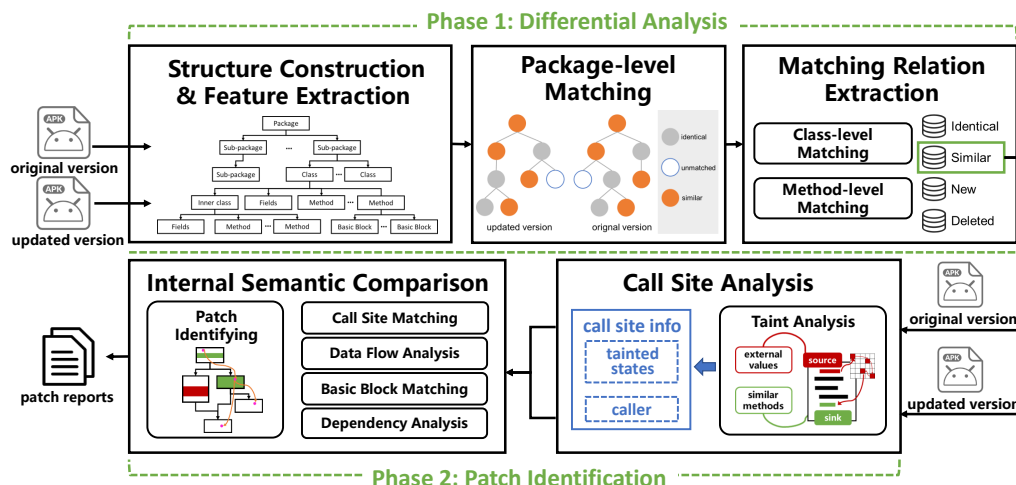 Phase 1: Differential Analysis
APK
original version
APK
updated version
Structure Construction
& Feature Extraction
Package
Sub-package
...
Sub-package
Sub-package
Class
...
Class
Inner class
Fields
Method
...
Method
Fields
Method
...
Method
Basic Block
...
Basic Block
Package-level
Matching
identical
unmatched
similar
updated version
orignal version
Matching Relation
Extraction
Class-level
Matching
Method-level
Matching
Identical
Similar
New
Deleted
Internal Semantic Comparison
Patch
Identifying
Call Site Matching
Data Flow Analysis
Basic Block Matching
Dependency Analysis
patch reports
Call Site Analysis
call site info
tainted
states
caller
Taint Analysis
external
values
source
similar
methods
sink
APK
original version
APK
updated version
Phase 2: Patch Identification